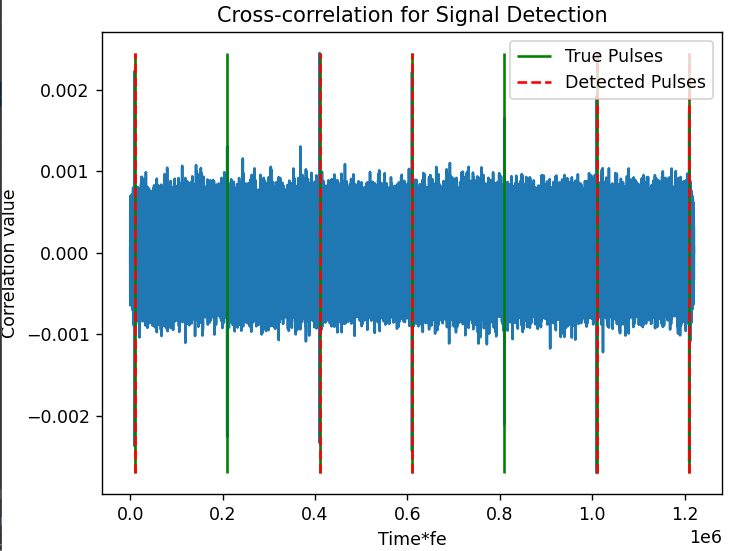 Cross-correlation for Signal Detection
True Pulses
Detected Pulses
Correlation value
0.002
0.001
0.000
−0.001
−0.002
0.0
0.2
0.4
0.6
0.8
1.0
1.2
1e6
Time*fe